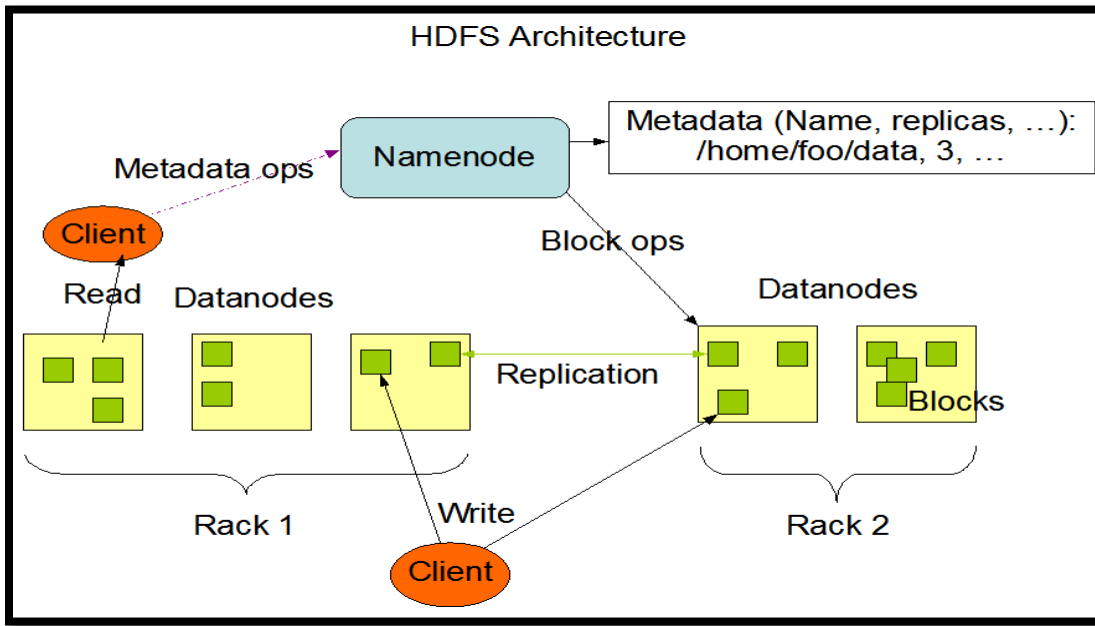 HDFS Architecture
Metadata (Name, replicas, …):
/home/foo/data, 3, …
Namenode
Metadata ops
Client
Block ops
Read
Datanodes
Datanodes
Replication
Blocks
Write
Rack 1
Rack 2
Client